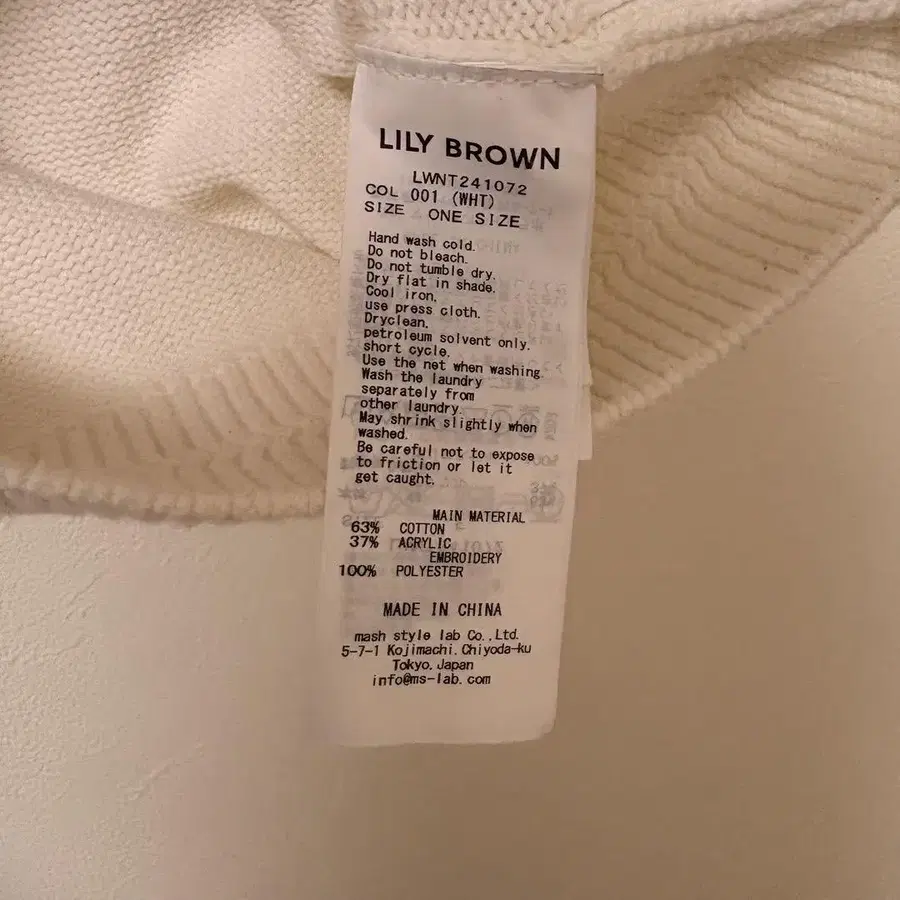 LILY BROWN
LWNT241072
COL 001 (WHT)
SIZE ONE SIZE
Hand wash cold.
Do not bleach.
Do not tumble dry.
Dry flat in shade.
Cool iron,
use press cloth.
Dryclean,
petroleum solvent only.
short cycle.
Use the net when washing.
Wash the laundry
separately from
other laundry.
May shrink slightly when
washed.
Be careful not to expose
to friction or let it
get caught.
MAIN MATERIAL
63% COTTON
37% ACRYLIC
EMBROIDERY
100% POLYESTER
MADE IN CHINA
mash style lab Co.,Ltd.
5-7-1 Kojimachi, Chiyoda-ku
Tokyo, Japan
info@ms-lab.com